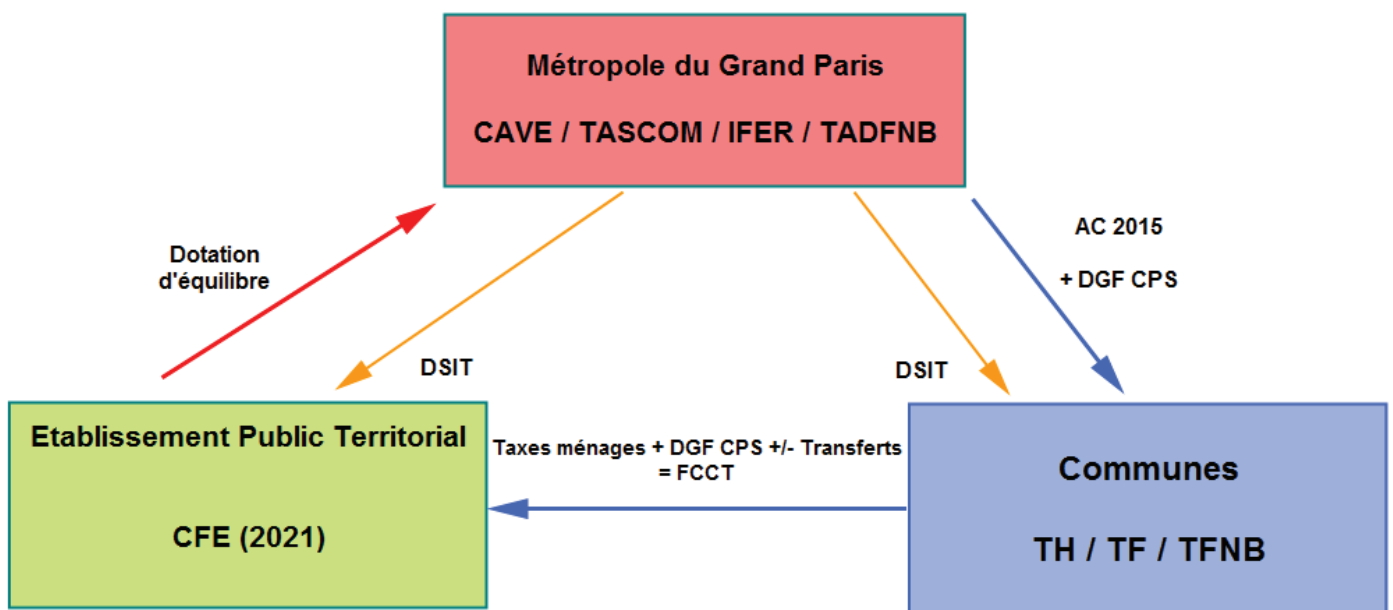 Métropole du Grand Paris
CAVE / TASCOM / IFER / TADFNB
Dotation
d'équilibre
AC 2015
+ DGF CPS
DSIT
DSIT
Etablissement Public Territorial
CFE (2021)
Taxes ménages + DGF CPS +/- Transferts
= FCCT
Communes
TH / TF / TFNB